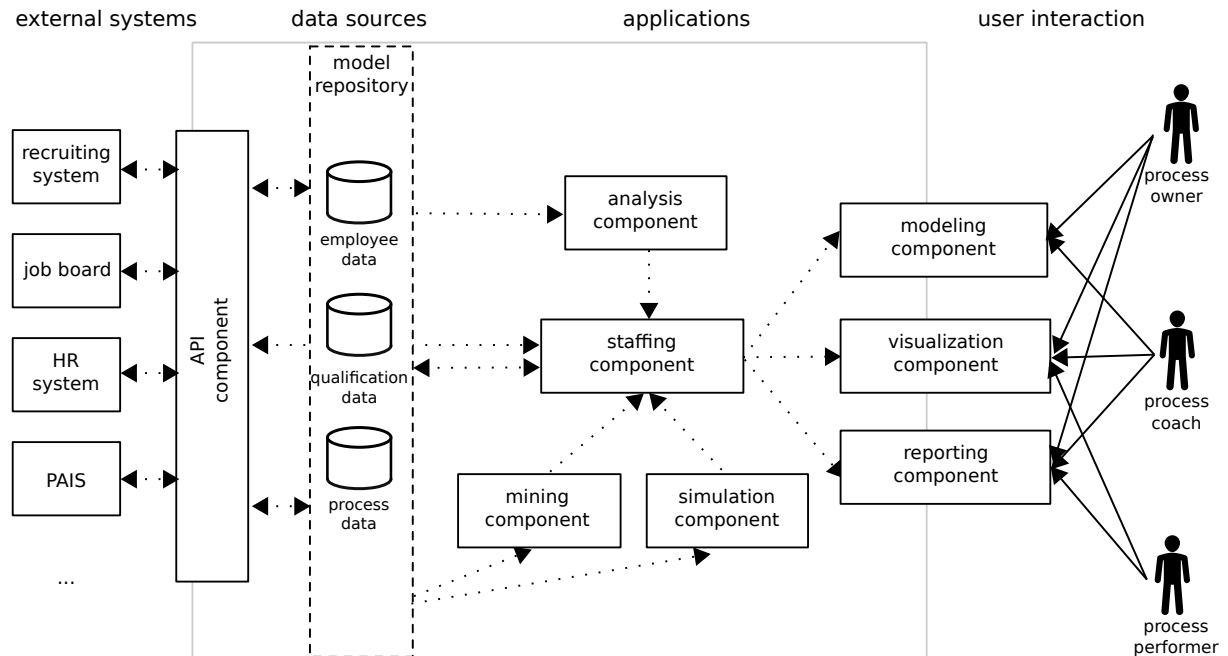 external systems
data sources
applications
user interaction
model
repository
recruiting
system
job board
HR
system
PAIS
...
API
component
employee
data
qualification
data
process
data
analysis
component
staffing
component
mining
component
simulation
component
modeling
component
visualization
component
reporting
component
process
owner
process
coach
process
performer